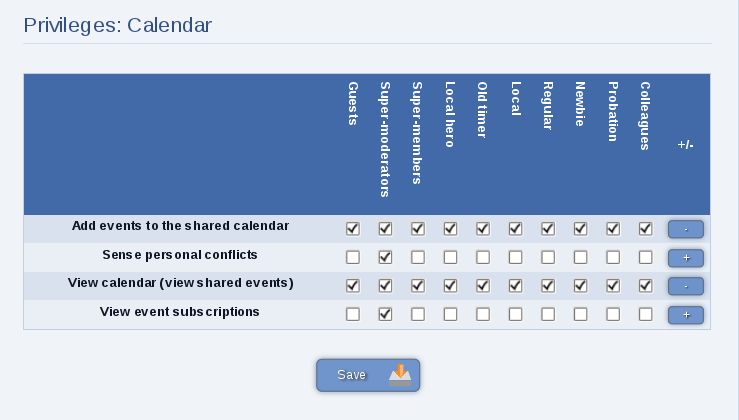 Privileges: Calendar
Guests
Super-moderators
Super-members
Local hero
Old timer
Local
Regular
Newbie
Probation
Colleagues
+/-
Add events to the shared calendar
-
Sense personal conflicts
+
View calendar (view shared events)
-
View event subscriptions
+
Save